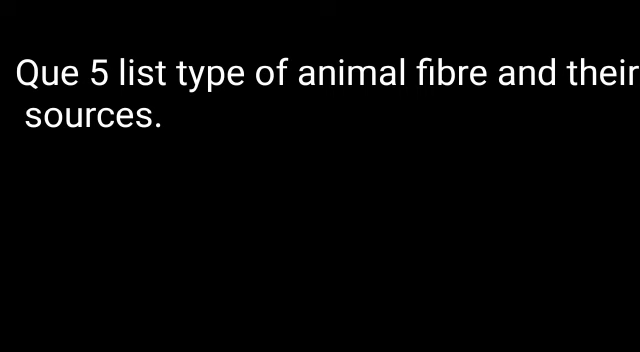 Que 5 list type of animal fibre and their
sources.